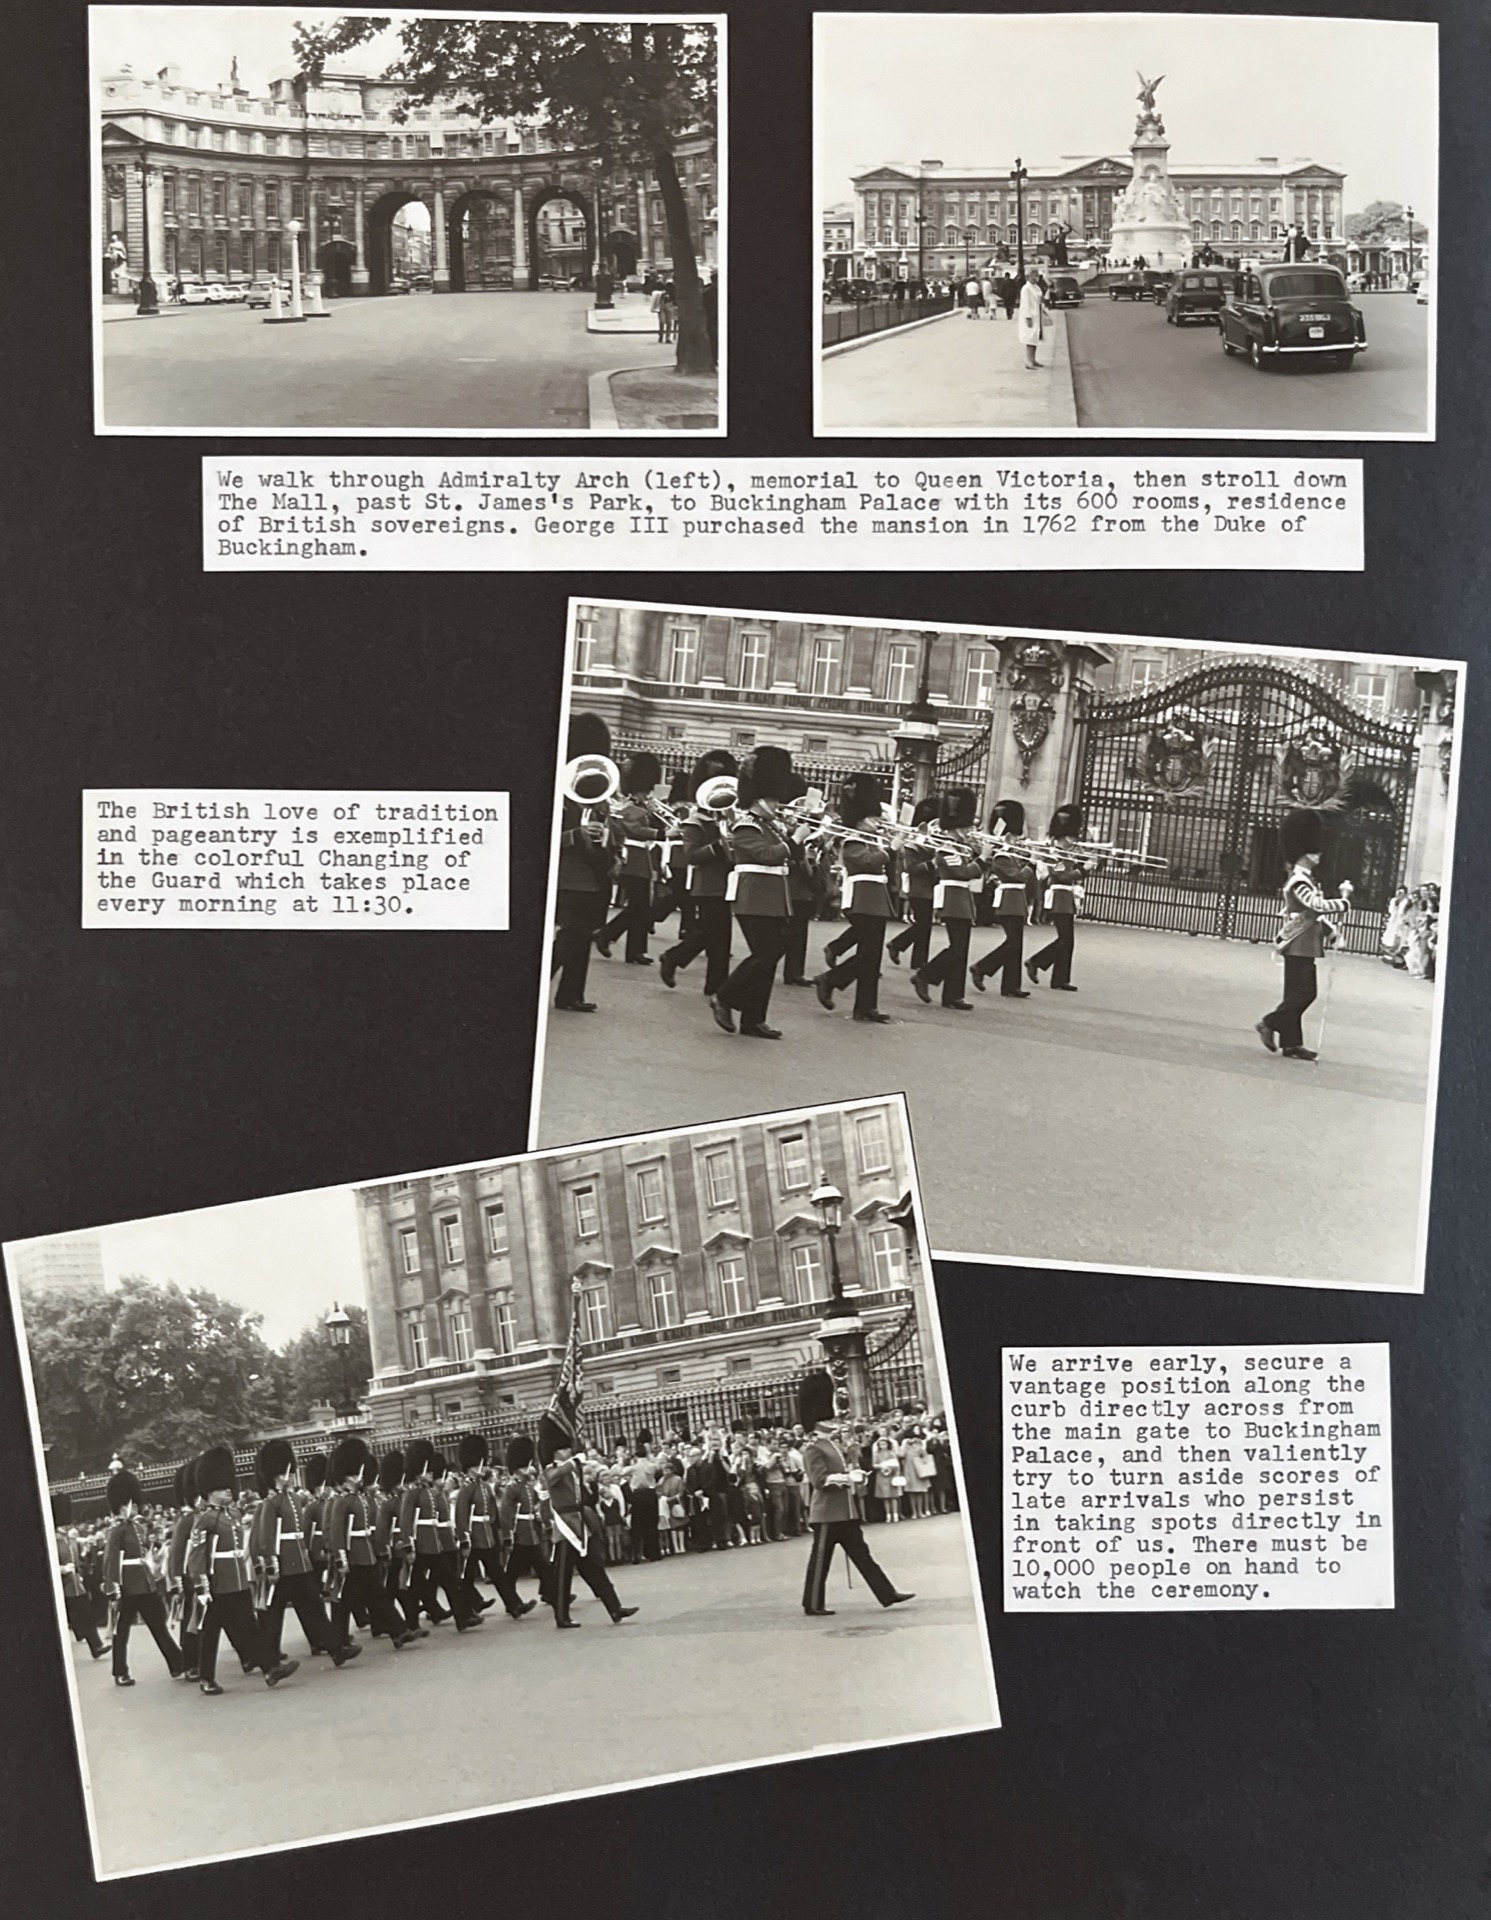 We walk through Admiralty Arch (left), memorial to Queen Victoria, then stroll down
The Mall, past St. James's Park, to Buckingham Palace with its 600 rooms, residence
of British sovereigns. George III purchased the mansion in 1762 from the Duke of
Buckingham.
The British love of tradition
and pageantry is exemplified
in the colorful Changing of
the Guard which takes place
every morning at 11:30.
We arrive early, secure a
vantage position along the
curb directly across from
the main gate to Buckingham
Palace, and then valiently
try to turn aside scores of
late arrivals who persist
in taking spots directly in
front of us. There must be
10,000 people on hand to
watch the ceremony.